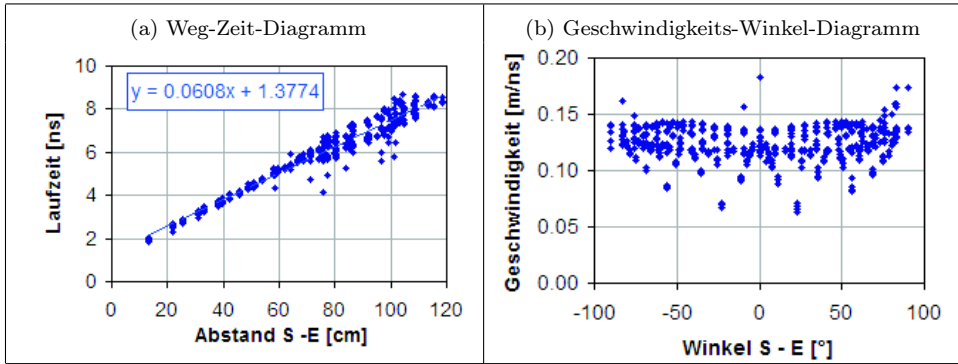 (a) Weg-Zeit-Diagramm
10
8
6
4
2
0
y = 0.0608x + 1.3774
Laufzeit [ns]
0 20 40 60 80 100 120
Abstand S -E [cm]
(b) Geschwindigkeits-Winkel-Diagramm
0.20
0.15
0.10
0.05
0.00
Geschwindigkeit [m/ns]
-100 -50 0 50 100
Winkel S - E [°]